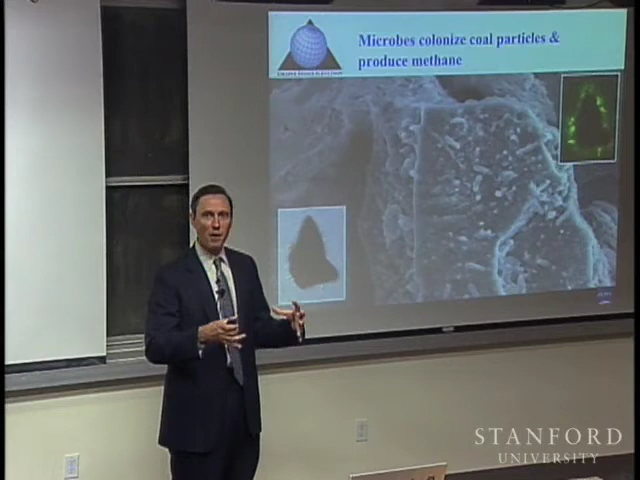 Microbes colonize coal particles &
produce methane
STANFORD
UNIVERSITY